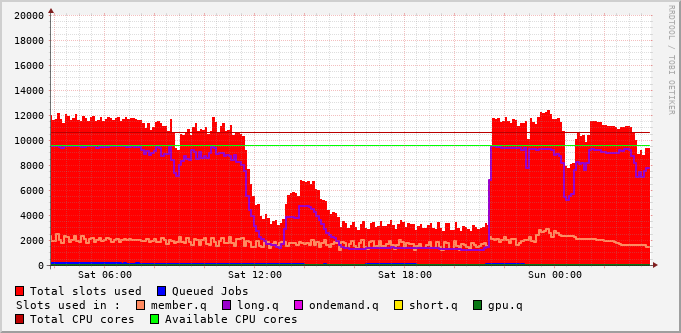 20000
18000
16000
14000
12000
10000
8000
6000
4000
2000
0
Sat 06:00 Sat 12:00 Sat 18:00 Sun 00:00
RRDTOOL / TOBI OETIKER
Total slots used Queued Jobs
Slots used in : member.q long.q ondemand.q short.q gpu.q
Total CPU cores Available CPU cores